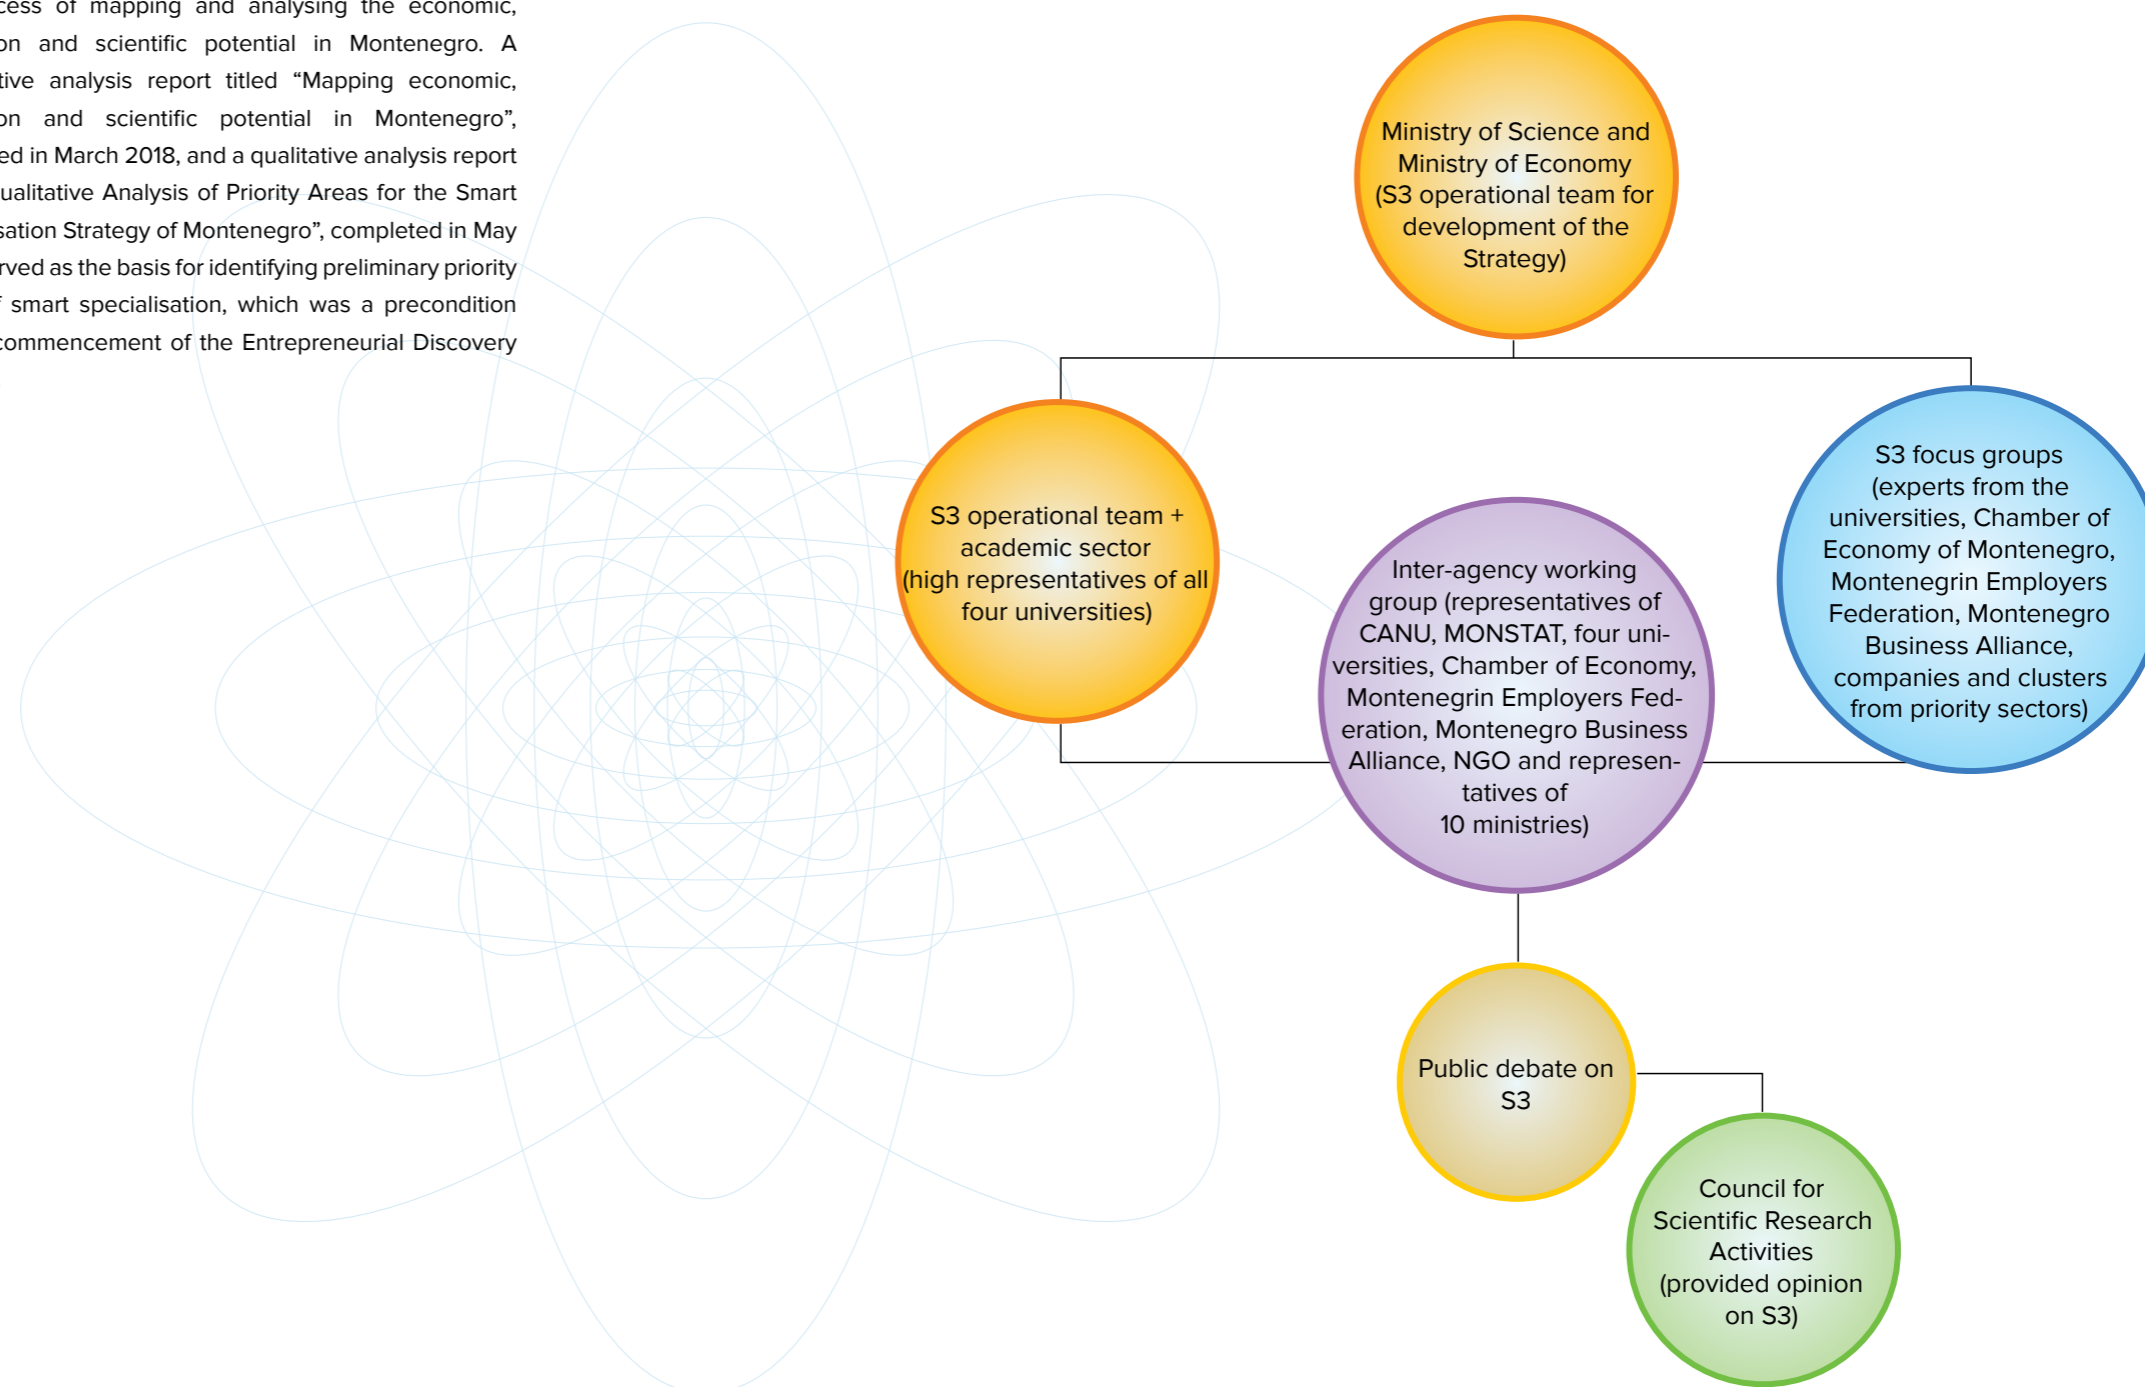 cess of mapping and analysing the economic,
on and scientific potential in Montenegro. A
tive analysis report titled “Mapping economic,
on and scientific potential in Montenegro”,
ed in March 2018, and a qualitative analysis report
ualitative Analysis of Priority Areas for the Smart
sation Strategy of Montenegro”, completed in May
rved as the basis for identifying preliminary priority
f smart specialisation, which was a precondition
commencement of the Entrepreneurial Discovery
Ministry of Science and
Ministry of Economy
(S3 operational team for
development of the
Strategy)
S3 operational team +
academic sector
(high representatives of all
four universities)
S3 focus groups
(experts from the
universities, Chamber of
Economy of Montenegro,
Montenegrin Employers
Federation, Montenegro
Business Alliance,
companies and clusters
from priority sectors)
Inter-agency working
group (representatives of
CANU, MONSTAT, four uni-
versities, Chamber of Economy,
Montenegrin Employers Fed-
eration, Montenegro Business
Alliance, NGO and represen-
tatives of
10 ministries)
Public debate on
S3
Council for
Scientific Research
Activities
(provided opinion
on S3)